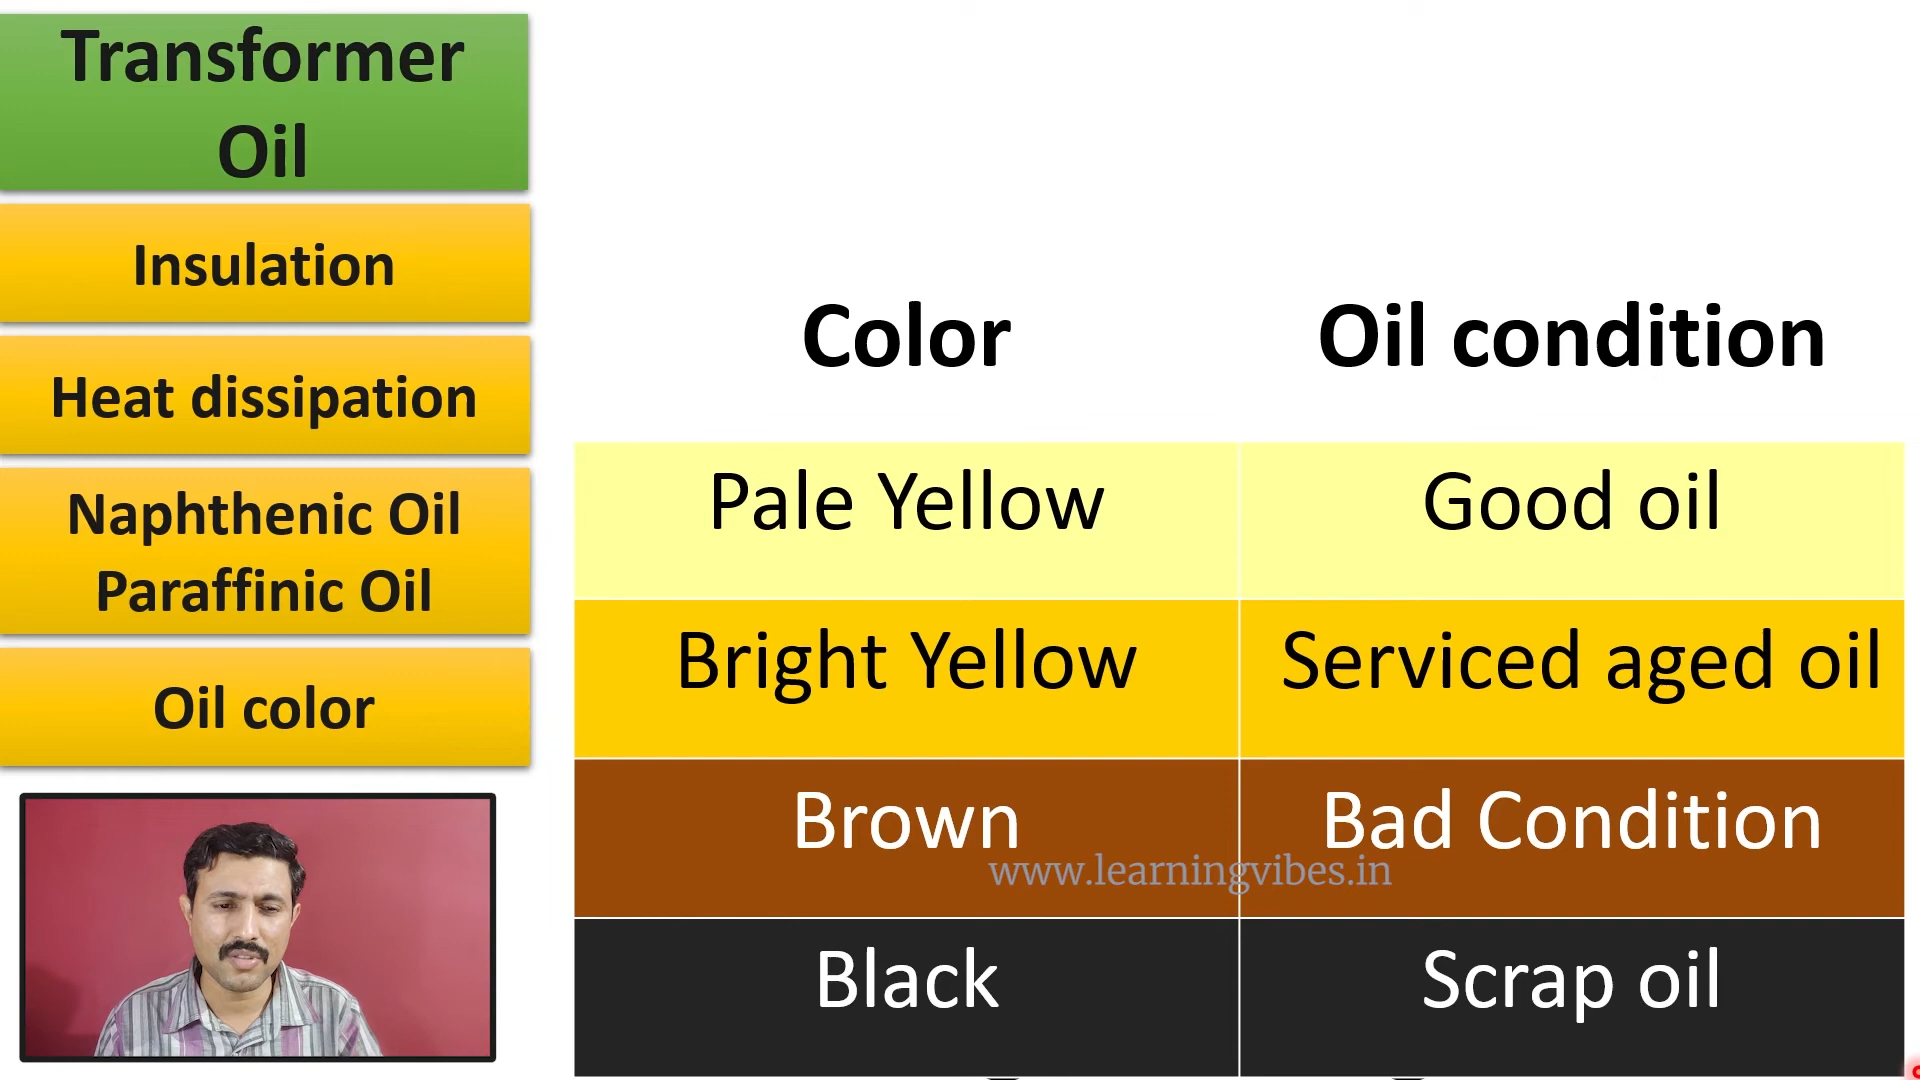 Transformer
Oil
Insulation
Heat dissipation
Naphthenic Oil
Paraffinic Oil
Oil color
Color Oil condition
Pale Yellow Good oil
Bright Yellow Serviced aged oil
Brown Bad Condition
www.learningvibes.in
Black Scrap oil